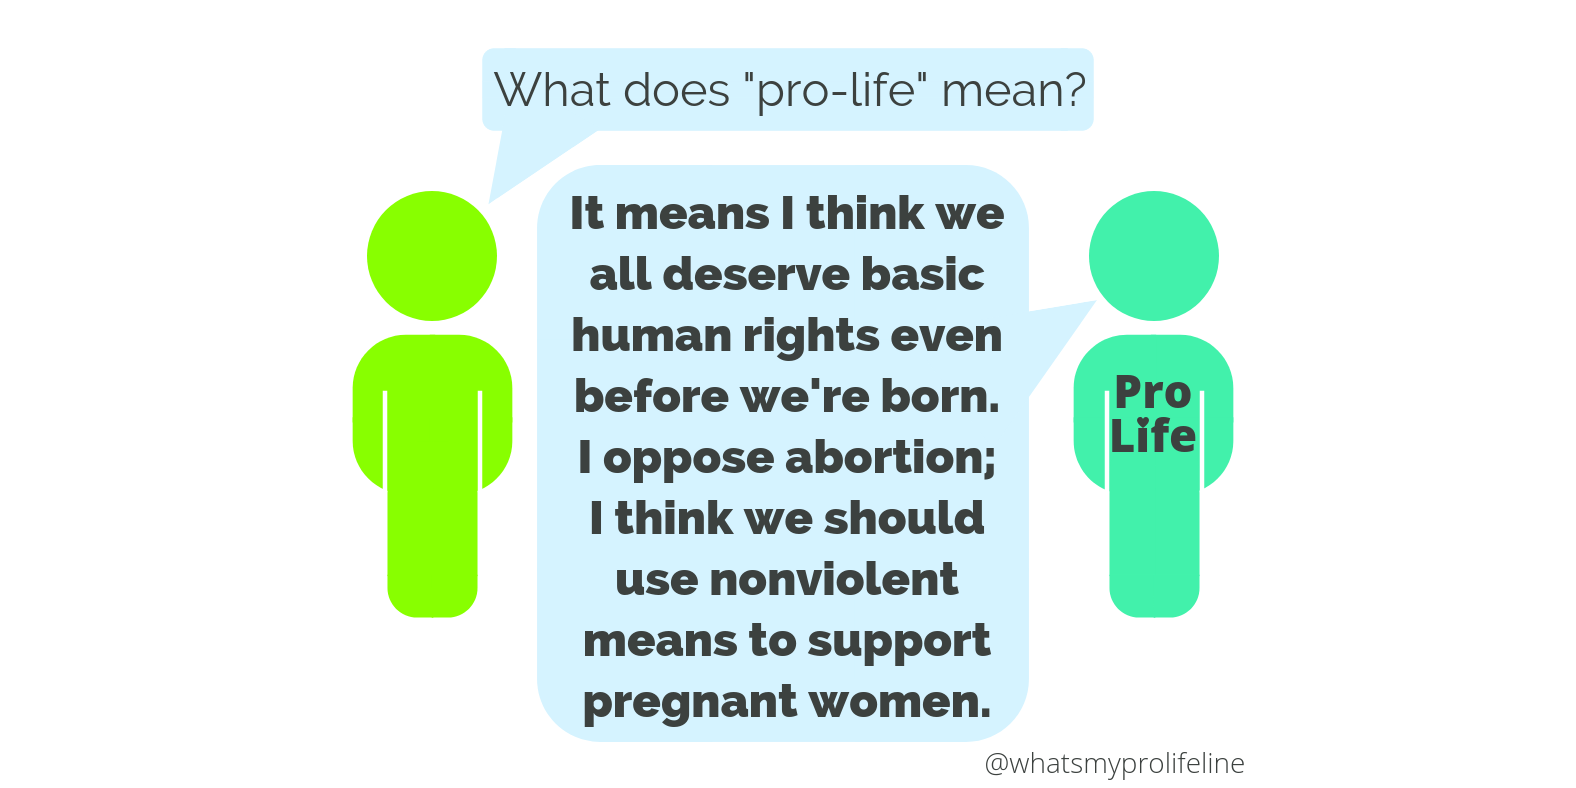 What does "pro-life" mean?
It means I think we
all deserve basic
human rights even
before we're born.
I oppose abortion;
I think we should
use nonviolent
means to support
pregnant women.
Pro
Life
@whatsmyprolifeline